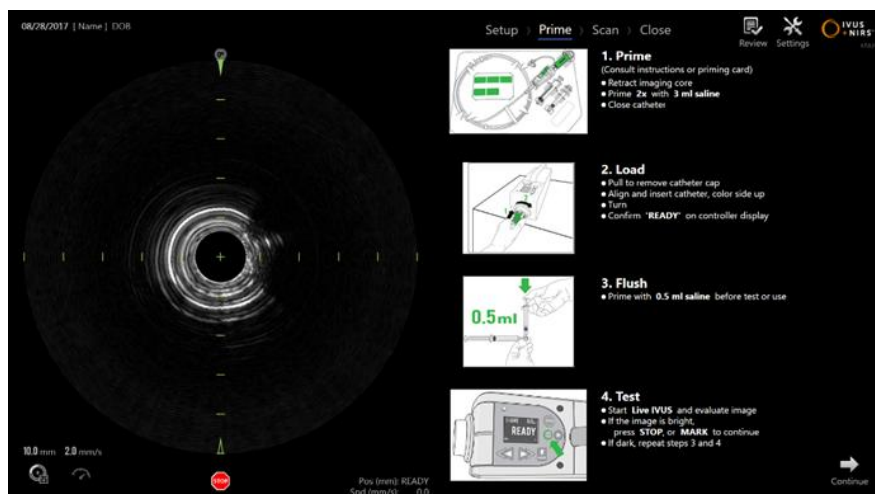 08/28/2017 | Name | DOB
Setup › Prime › Scan › Close
Review
Settings
IVUS
+NIRS
1. Prime
(Consult instructions or priming card)
● Retract imaging core
● Prime 2x with 3 ml saline
● Close catheter
2. Load
● Pull to remove catheter cap
● Align and insert catheter, color side up
● Turn
● Confirm "READY" on controller display
3. Flush
● Prime with 0.5 ml saline before test or use
0.5ml
4. Test
● Start Live IVUS and evaluate image
● If the image is bright,
press STOP, or MARK to continue
● If dark, repeat steps 3 and 4
READY
10.0 mm 2.0 mm/s
STOP
Pos (mm): READY
Spd (mm/s): 0.0
Continue